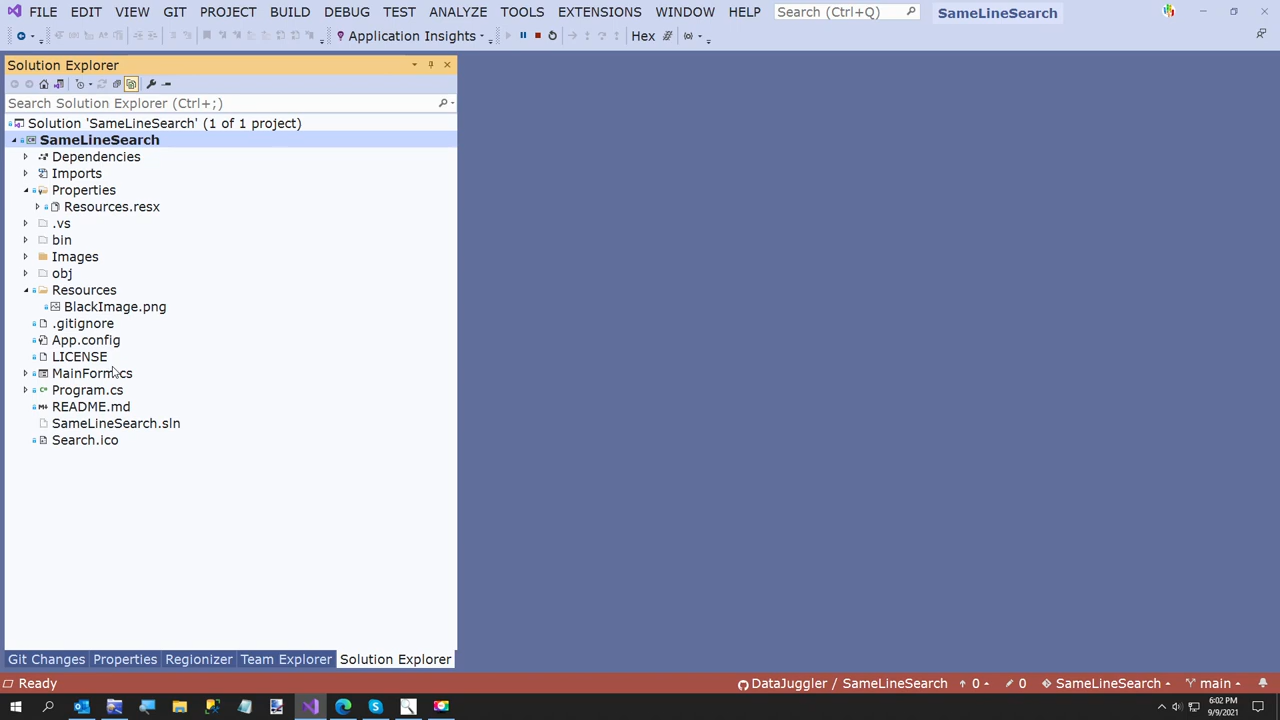 FILE EDIT VIEW GIT PROJECT BUILD DEBUG TEST ANALYZE TOOLS EXTENSIONS WINDOW HELP Search (Ctrl+Q) SameLineSearch
Application Insights Hex
Solution Explorer
Search Solution Explorer (Ctrl+;)
Solution 'SameLineSearch' (1 of 1 project)
SameLineSearch
Dependencies
Imports
Properties
Resources.resx
.vs
bin
Images
obj
Resources
BlackImage.png
.gitignore
App.config
LICENSE
MainForm.cs
Program.cs
README.md
SameLineSearch.sln
Search.ico
Git Changes Properties Regionizer Team Explorer Solution Explorer
Ready DataJuggler / SameLineSearch 0 0 SameLineSearch main
6:02 PM
9/9/2021